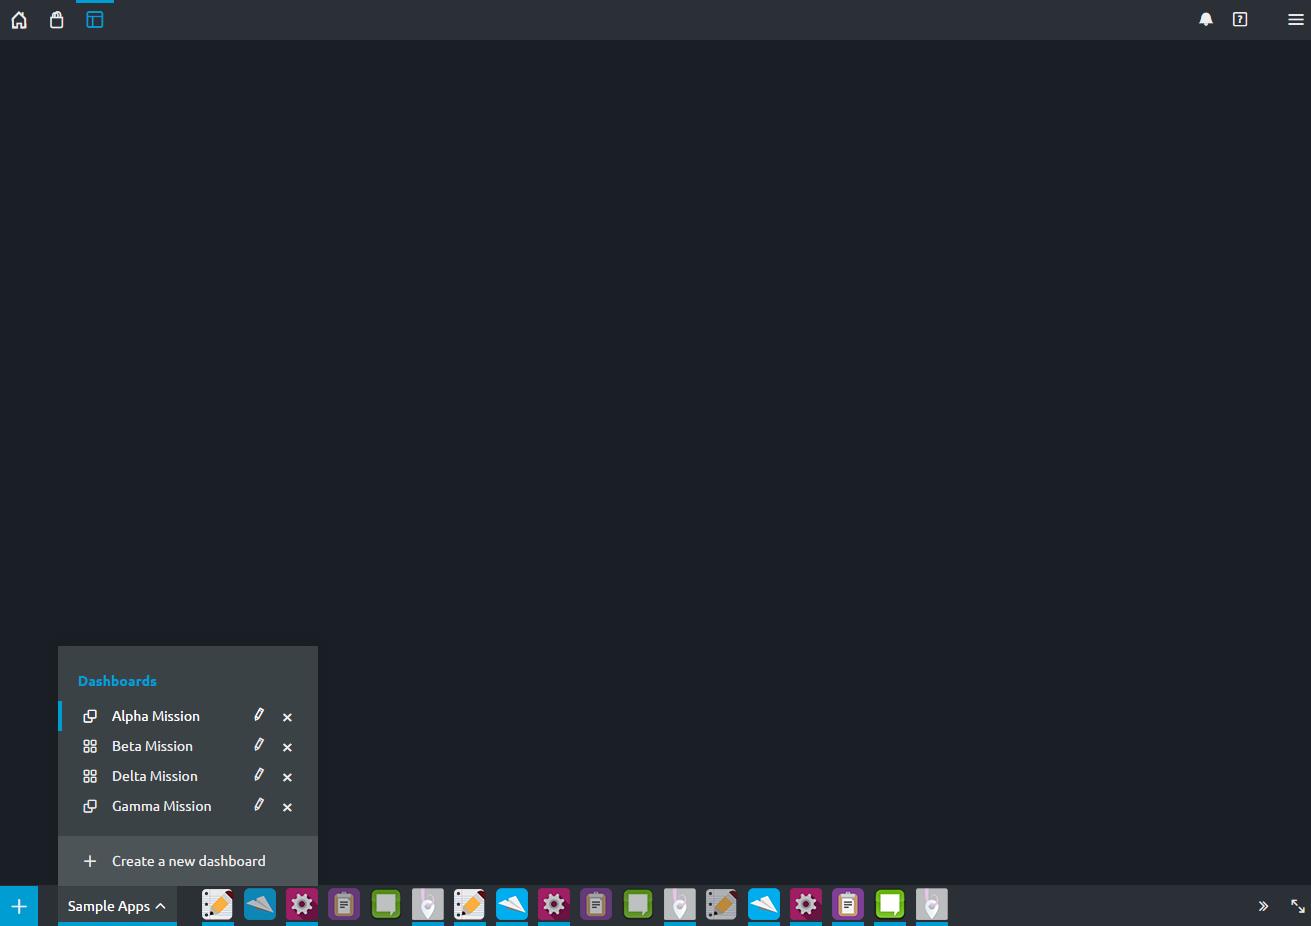 Dashboards
Alpha Mission
Beta Mission
Delta Mission
Gamma Mission
Create a new dashboard
Sample Apps